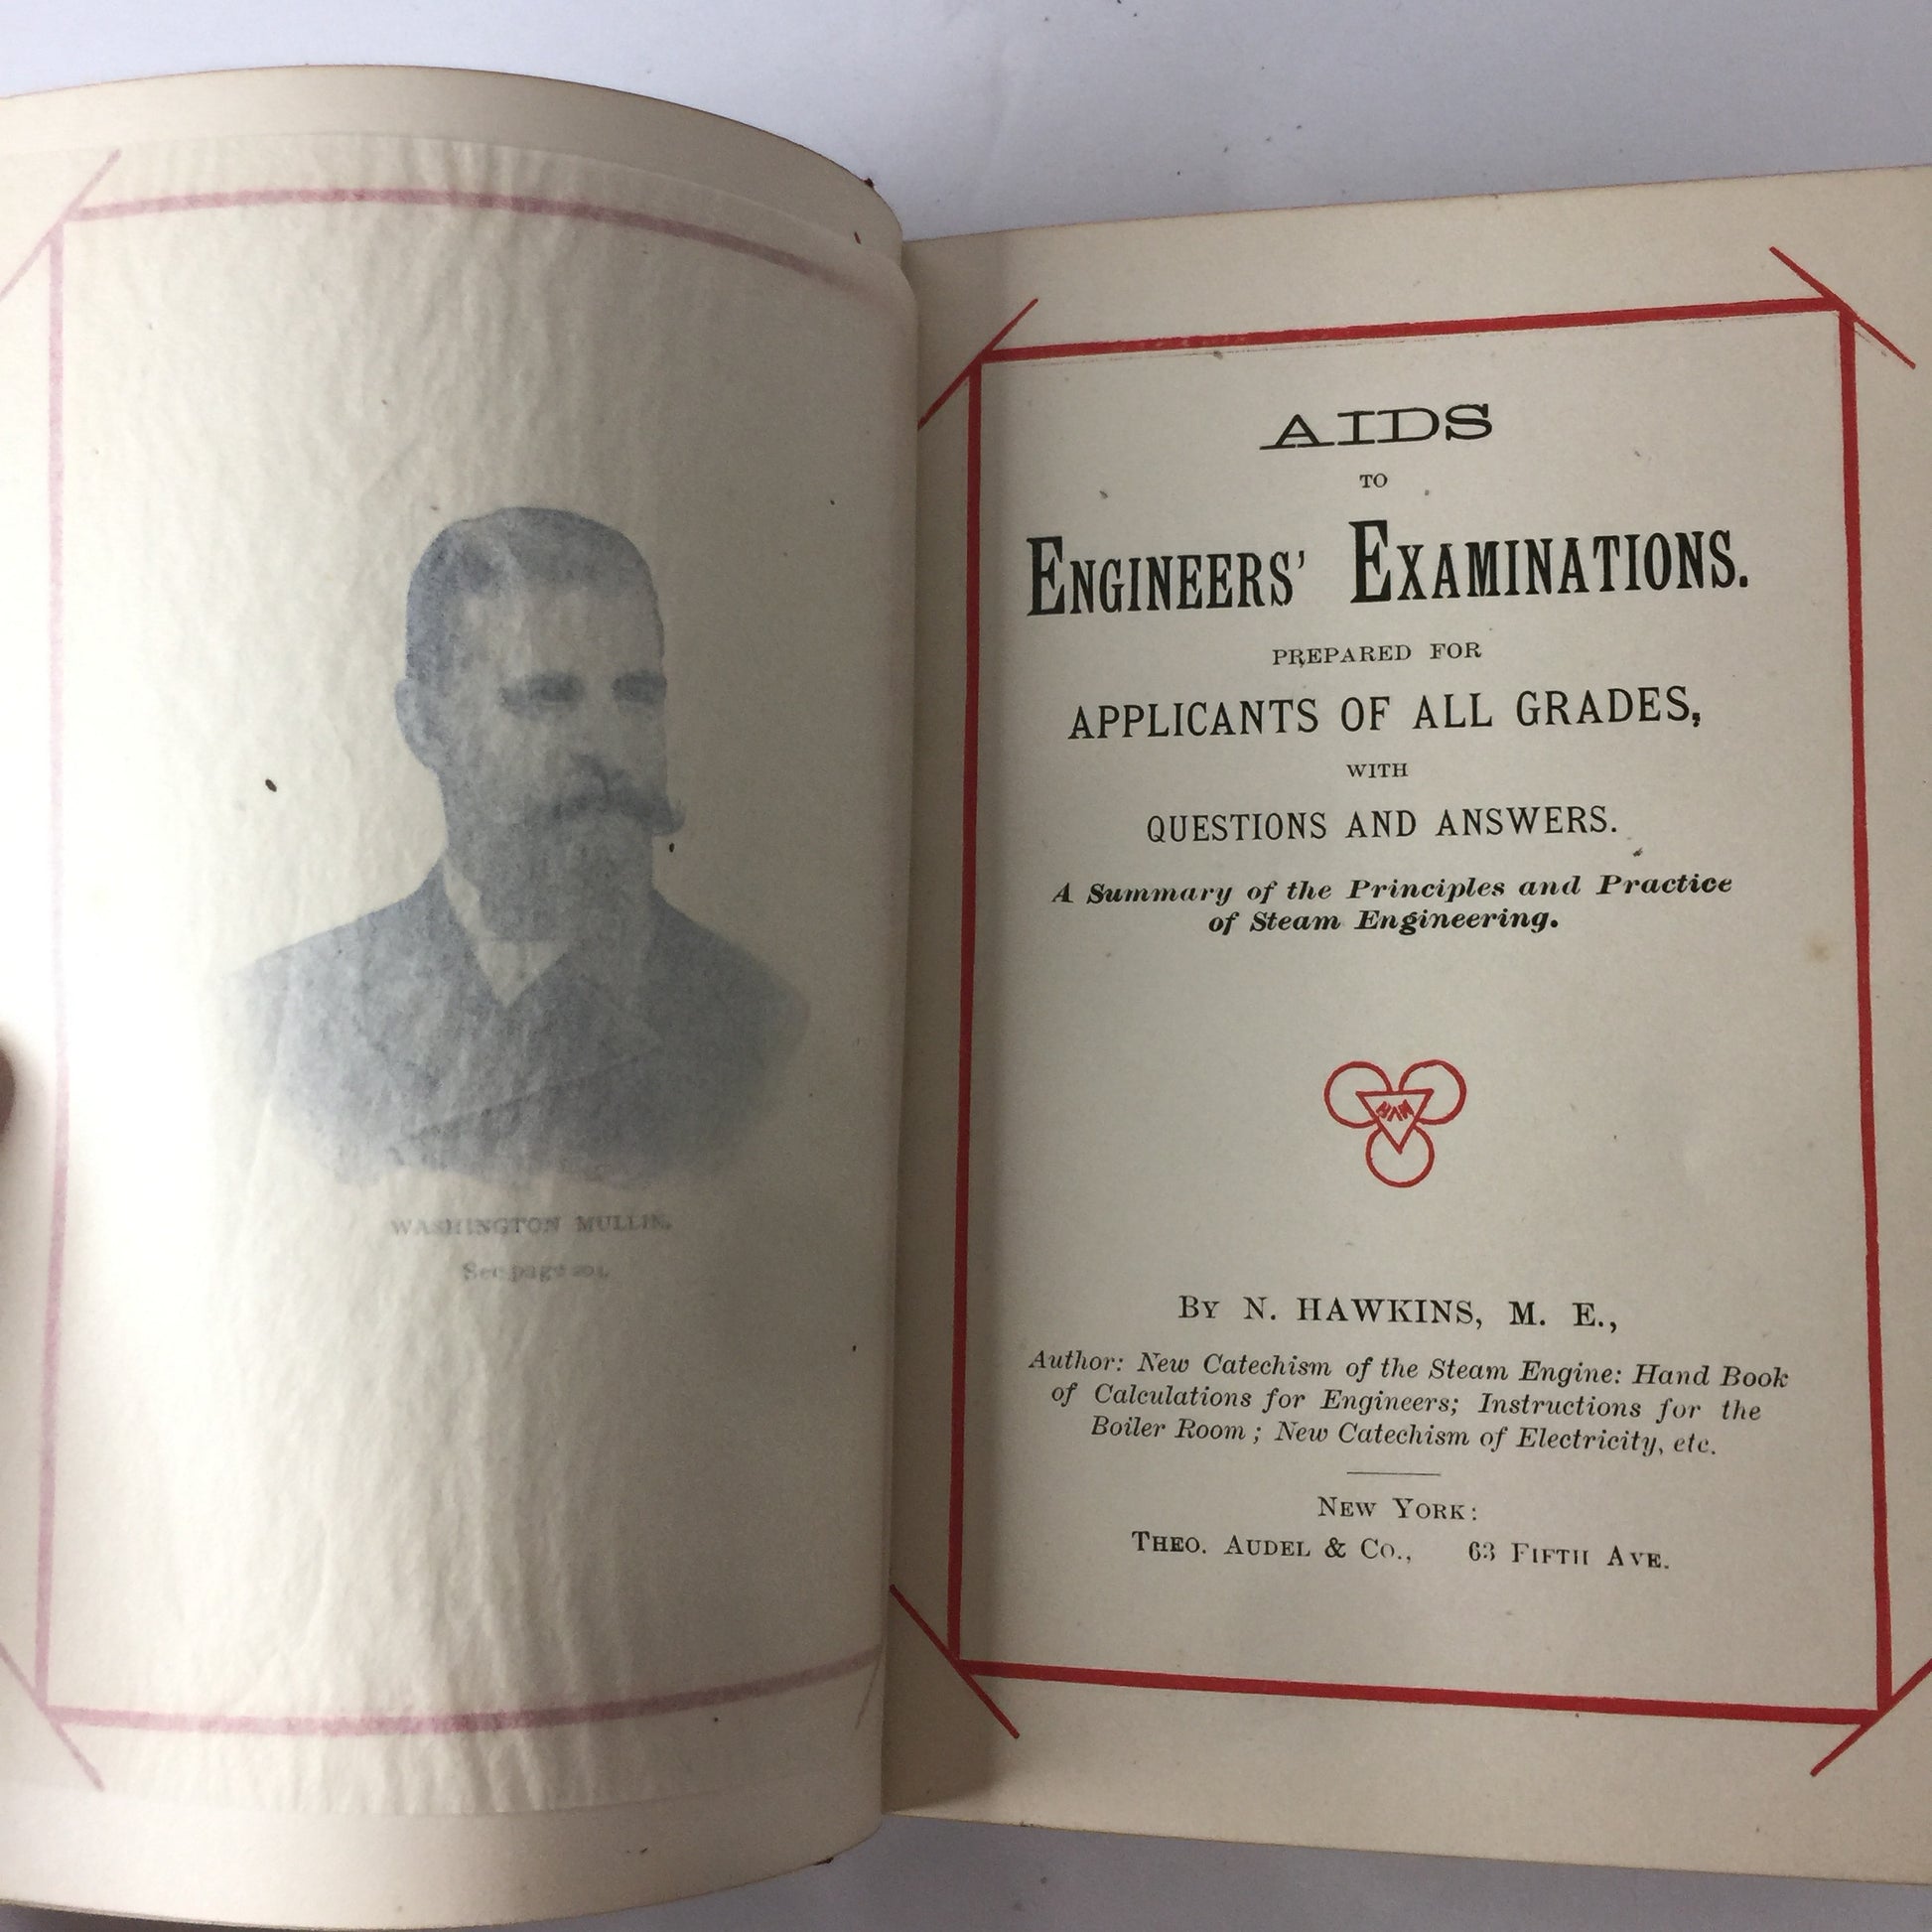 WASHINGTON MULLIN.
See page
AIDS
TO
ENGINEERS' EXAMINATIONS.
PREPARED FOR
APPLICANTS OF ALL GRADES,
WITH
QUESTIONS AND ANSWERS.
A Summary of the Principles and Practice
of Steam Engineering.
BY N. HAWKINS, M. E.,
Author: New Catechism of the Steam Engine: Hand Book
of Calculations for Engineers; Instructions for the
Boiler Room; New Catechism of Electricity, etc.
NEW YORK:
THEO. AUDEL & CO., 63 FIFTH AVE.